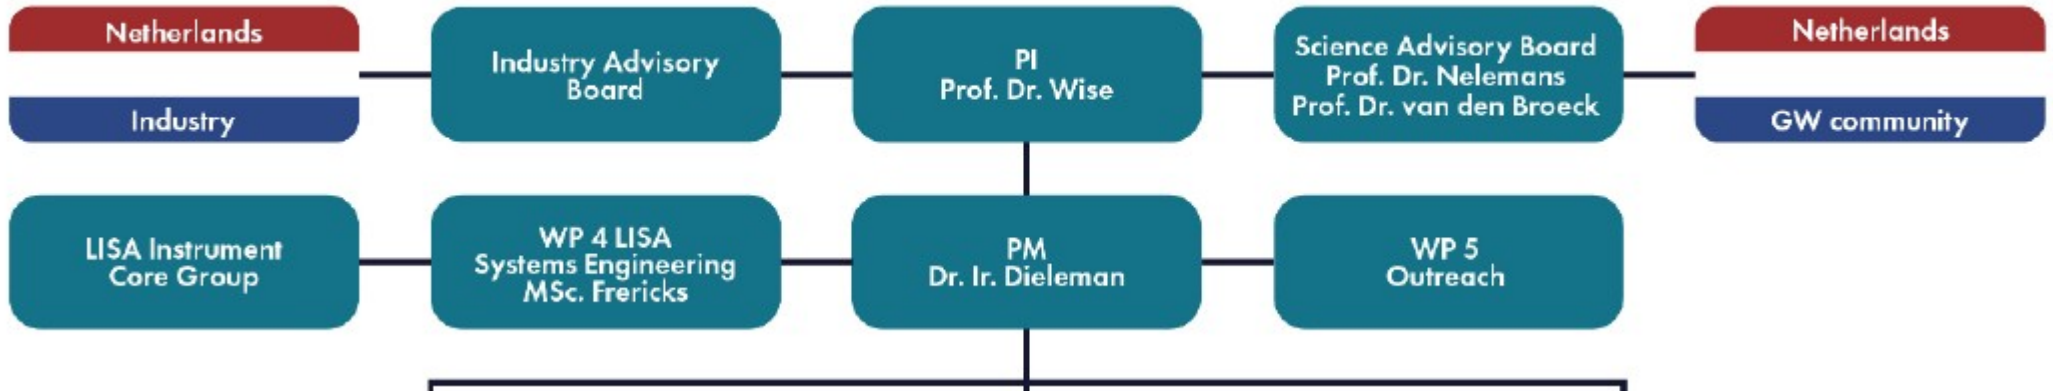 Netherlands
Industry
Industry Advisory
Board
PI
Prof. Dr. Wise
Science Advisory Board
Prof. Dr. Nelemans
Prof. Dr. van den Broeck
Netherlands
GW community
LISA Instrument
Core Group
WP 4 LISA
Systems Engineering
MSc. Frericks
PM
Dr. Ir. Dieleman
WP 5
Outreach